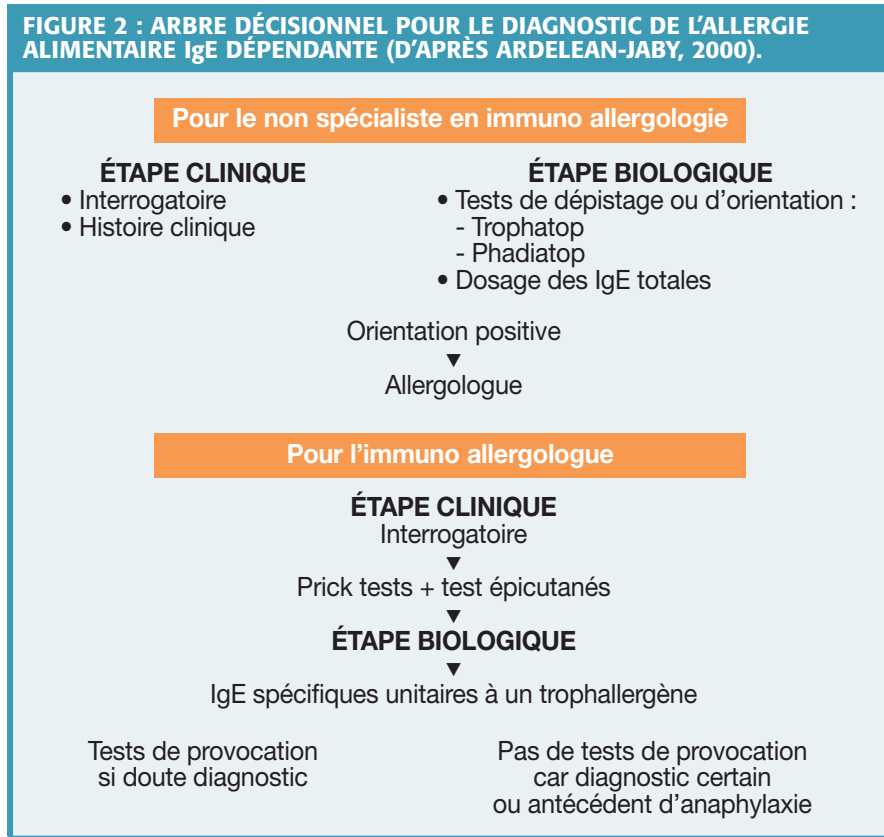 FIGURE 2 : ARBRE DÉCISIONNEL POUR LE DIAGNOSTIC DE L'ALLERGIE
ALIMENTAIRE IgE DÉPENDANTE (D'APRÈS ARDELEAN-JABY, 2000).
Pour le non spécialiste en immuno allergologie
ÉTAPE CLINIQUE
• Interrogatoire
• Histoire clinique
ÉTAPE BIOLOGIQUE
• Tests de dépistage ou d'orientation :
- Trophatop
- Phadiatop
• Dosage des IgE totales
Orientation positive
▼
Allergologue
Pour l'immuno allergologue
ÉTAPE CLINIQUE
Interrogatoire
▼
Prick tests + test épicutanés
▼
ÉTAPE BIOLOGIQUE
▼
IgE spécifiques unitaires à un trophallergène
Tests de provocation
si doute diagnostic
Pas de tests de provocation
car diagnostic certain
ou antécédent d'anaphylaxie